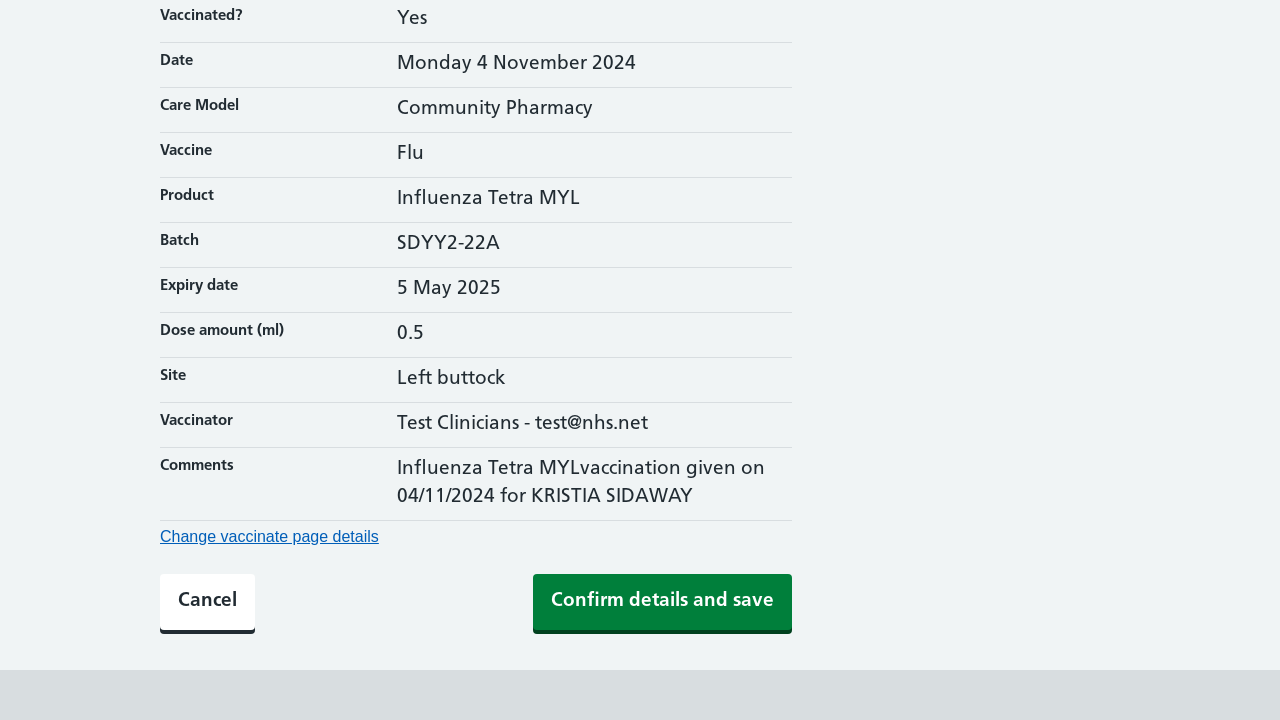 Vaccinated? Yes
Date Monday 4 November 2024
Care Model Community Pharmacy
Vaccine Flu
Product Influenza Tetra MYL
Batch SDYY2-22A
Expiry date 5 May 2025
Dose amount (ml) 0.5
Site Left buttock
Vaccinator Test Clinicians - test@nhs.net
Comments Influenza Tetra MYLvaccination given on
04/11/2024 for KRISTIA SIDAWAY
Change vaccinate page details
Cancel Confirm details and save